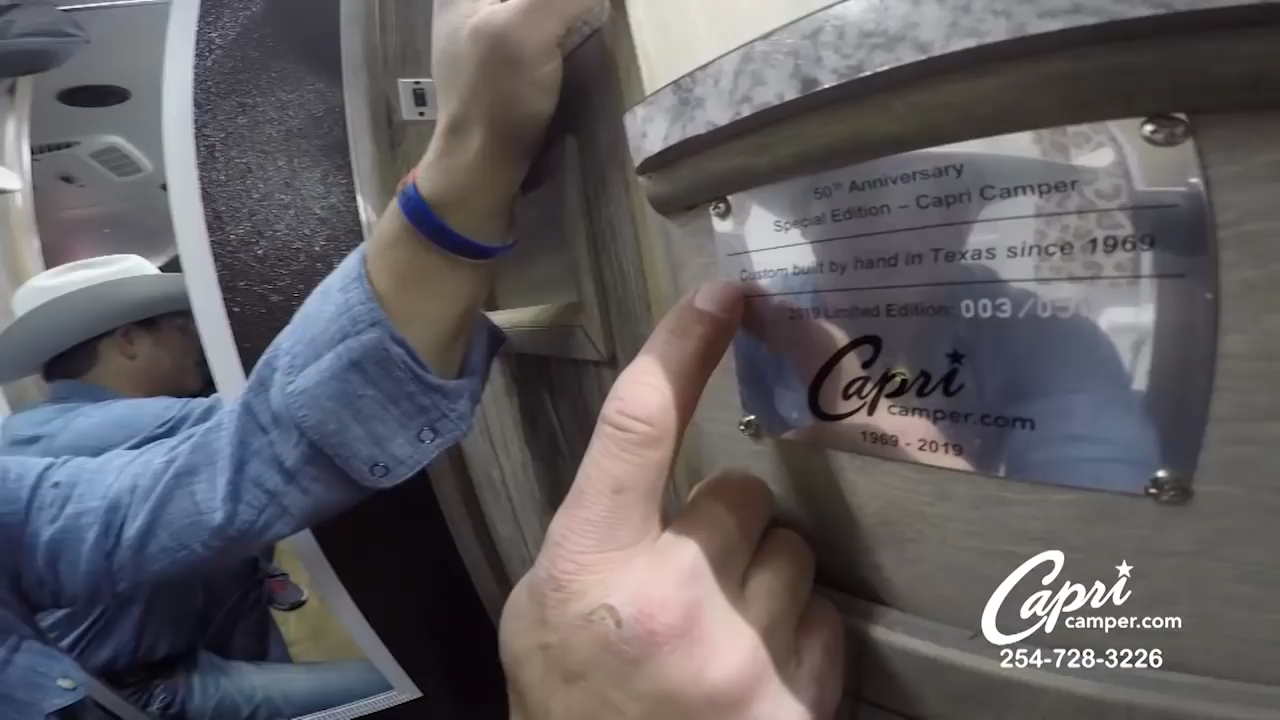 50th Anniversary
Special Edition – Capri Camper
Custom built by hand in Texas since 1969
2019 Limited Edition: 003/050
Capri
camper.com
1969 - 2019
Capri
camper.com
254-728-3226